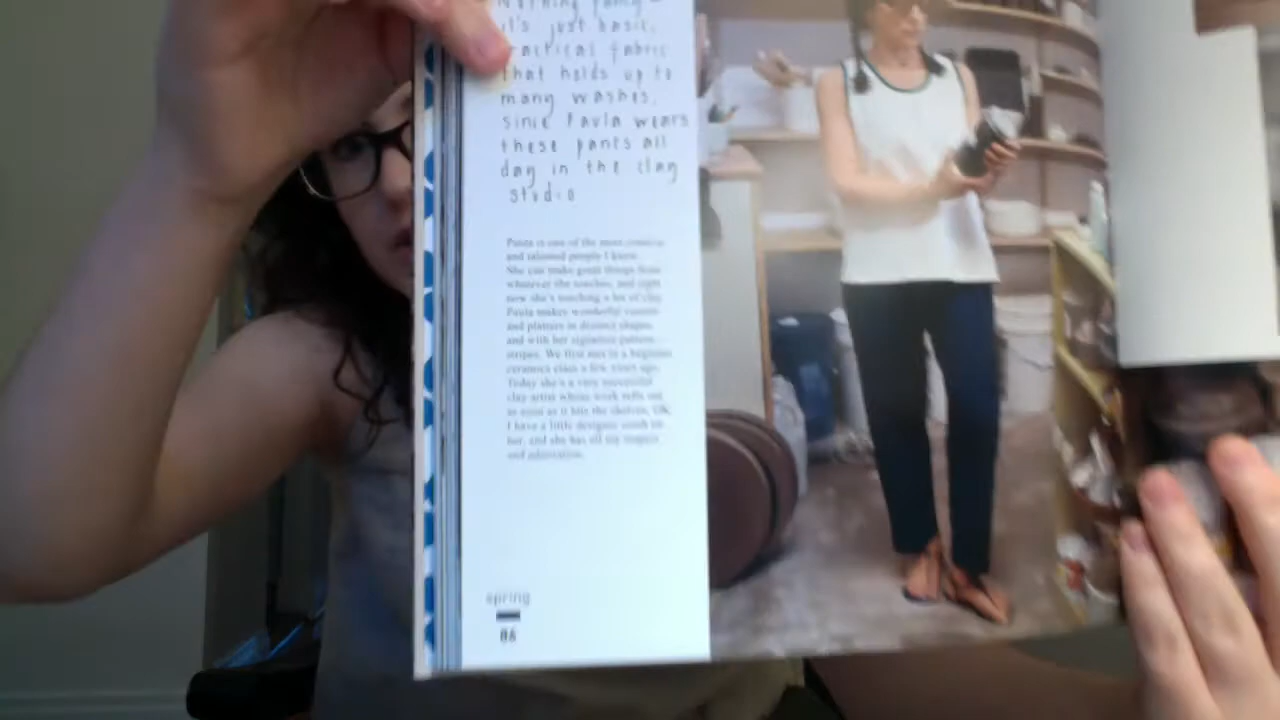 Nothing fancy—
it's just basic,
practical fabric
that holds up to
many washes,
since Paula wears
these pants all
day in the clay
studio
Paula is one of the most creative
and talented people I know.
She can make great things from
whatever she touches, and right
now she's touching a lot of clay.
Paula makes wonderful vessels
and platters in distinct shapes,
and with her signature pattern:
stripes. We first met in a beginner
ceramics class a few years ago.
Today she's a very successful
clay artist whose work sells out
as soon as it hits the shelves. OK,
I have a little designer crush on
her, and she has all my respect
and admiration.
spring
86